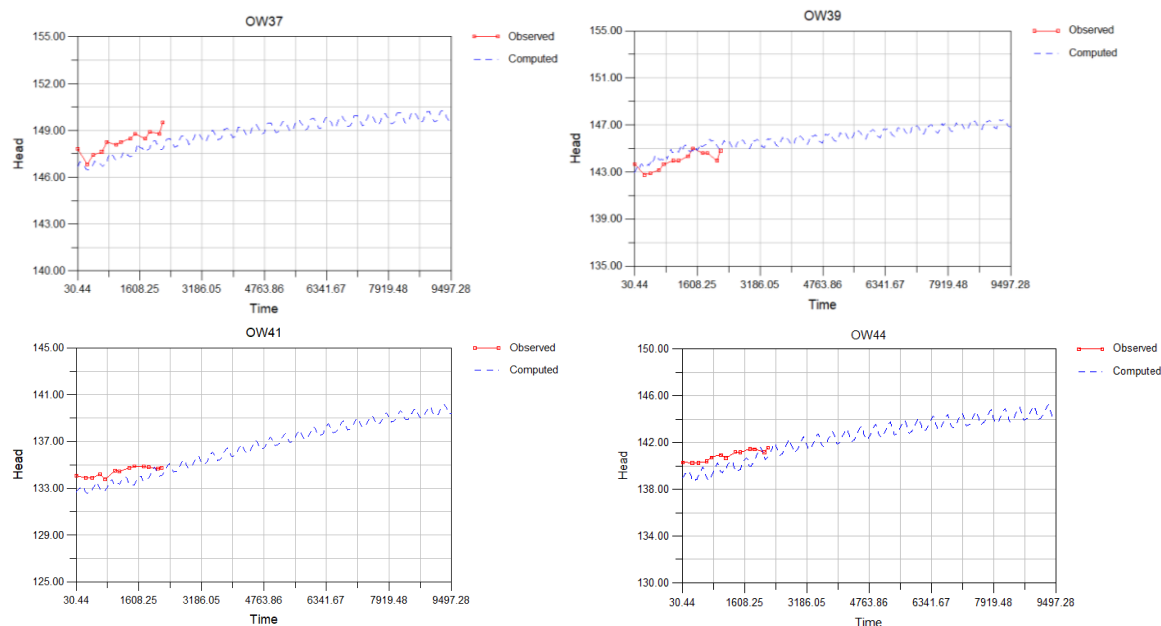 OW37
Observed
Computed
155.00
152.00
149.00
146.00
143.00
140.00
Head
30.44 1608.25 3186.05 4763.86 6341.67 7919.48 9497.28
Time
OW39
Observed
Computed
155.00
151.00
147.00
143.00
139.00
135.00
Head
30.44 1608.25 3186.05 4763.86 6341.67 7919.48 9497.28
Time
OW41
Observed
Computed
145.00
141.00
137.00
133.00
129.00
125.00
Head
30.44 1608.25 3186.05 4763.86 6341.67 7919.48 9497.28
Time
OW44
Observed
Computed
150.00
146.00
142.00
138.00
134.00
130.00
Head
30.44 1608.25 3186.05 4763.86 6341.67 7919.48 9497.28
Time